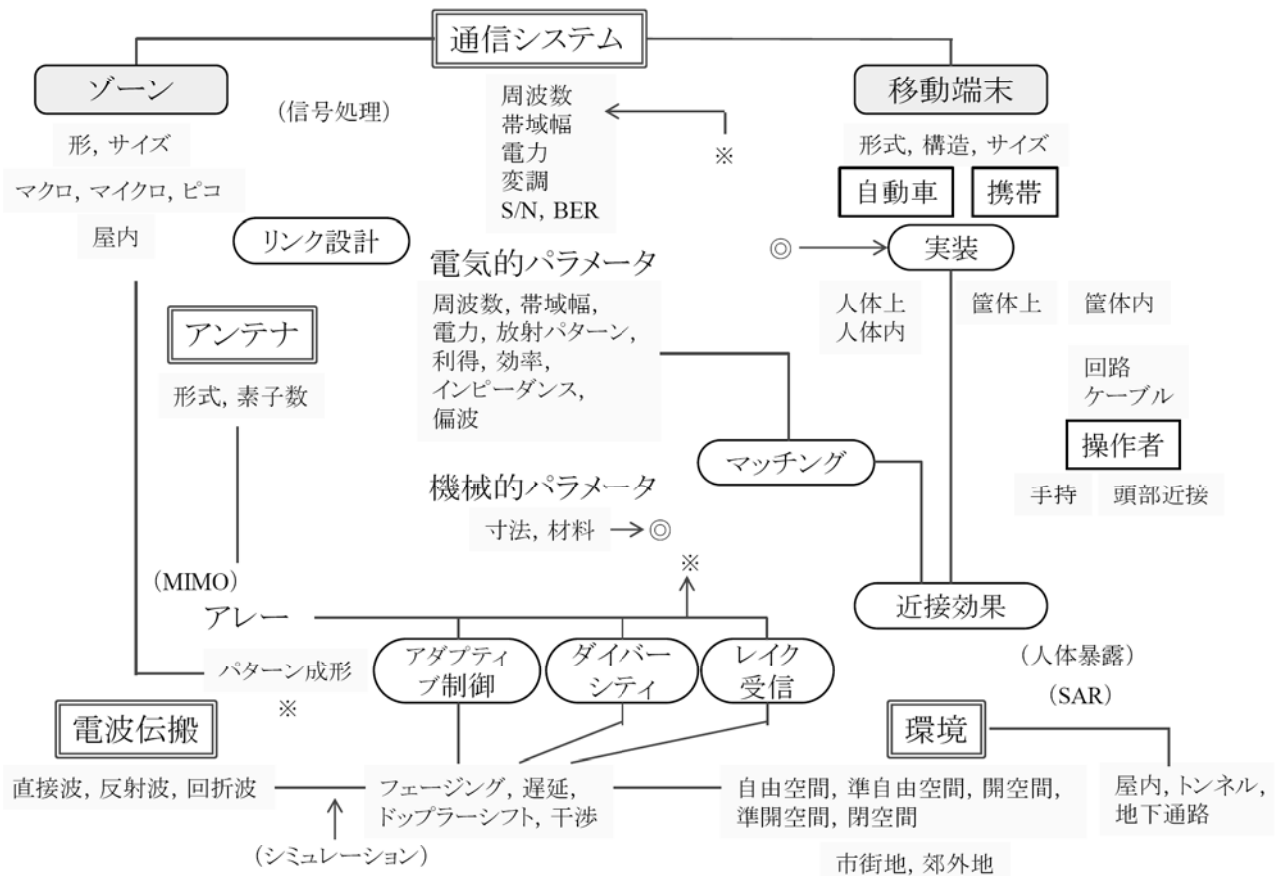 通信システム
ゾーン
移動端末
(信号処理)
周波数
帯域幅
電力
変調
S/N, BER
※
形, サイズ
マクロ, マイクロ, ピコ
屋内
形式, 構造, サイズ
自動車
携帯
リンク設計
◎
実装
電気的パラメータ
周波数, 帯域幅,
電力, 放射パターン,
利得, 効率,
インピーダンス,
偏波
人体上
人体内
筐体上
筐体内
アンテナ
形式, 素子数
回路
ケーブル
操作者
手持
頭部近接
マッチング
機械的パラメータ
寸法, 材料
◎
※
(MIMO)
アレー
近接効果
アダプティ
ブ制御
ダイバー
シティ
レイク
受信
(人体暴露)
(SAR)
パターン成形
※
電波伝搬
環境
直接波, 反射波, 回折波
フェージング, 遅延,
ドップラーシフト, 干渉
自由空間, 準自由空間, 開空間,
準開空間, 閉空間
屋内, トンネル,
地下通路
(シミュレーション)
市街地, 郊外地